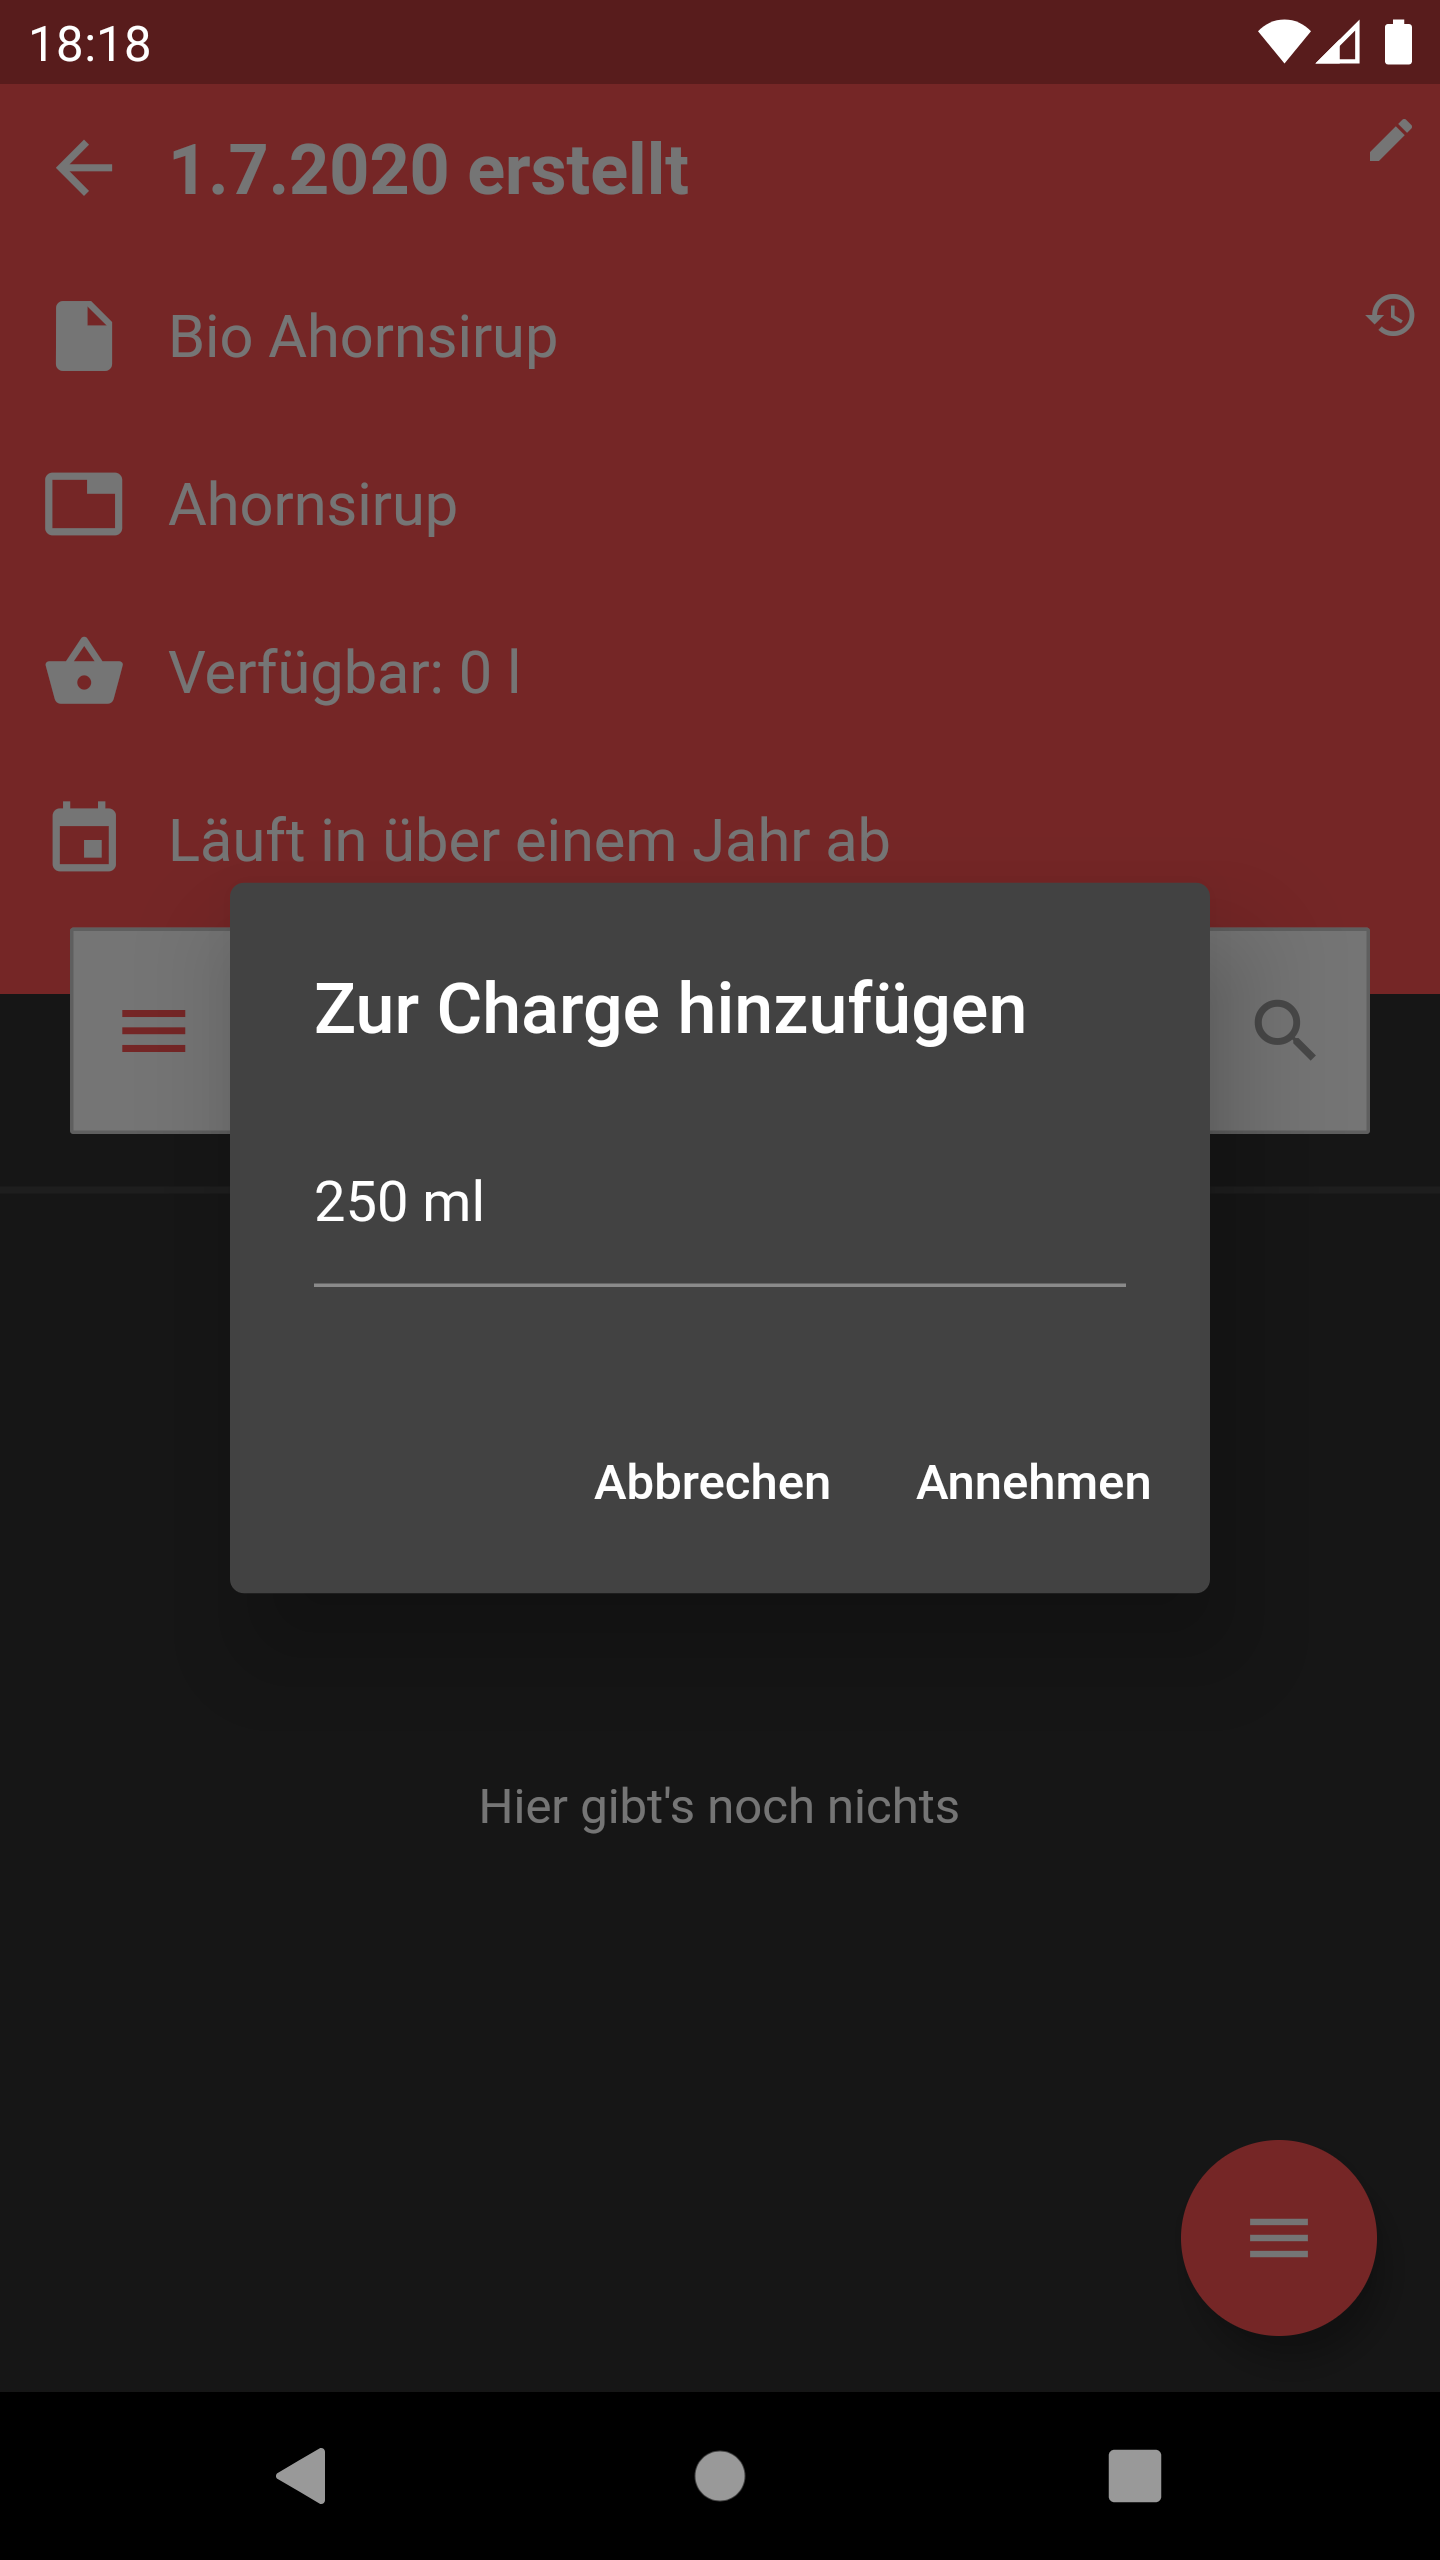 18:18
1.7.2020 erstellt
Bio Ahornsirup
Ahornsirup
Verfügbar: 0 l
Läuft in über einem Jahr ab
Zur Charge hinzufügen
250 ml
Abbrechen Annehmen
Hier gibt's noch nichts